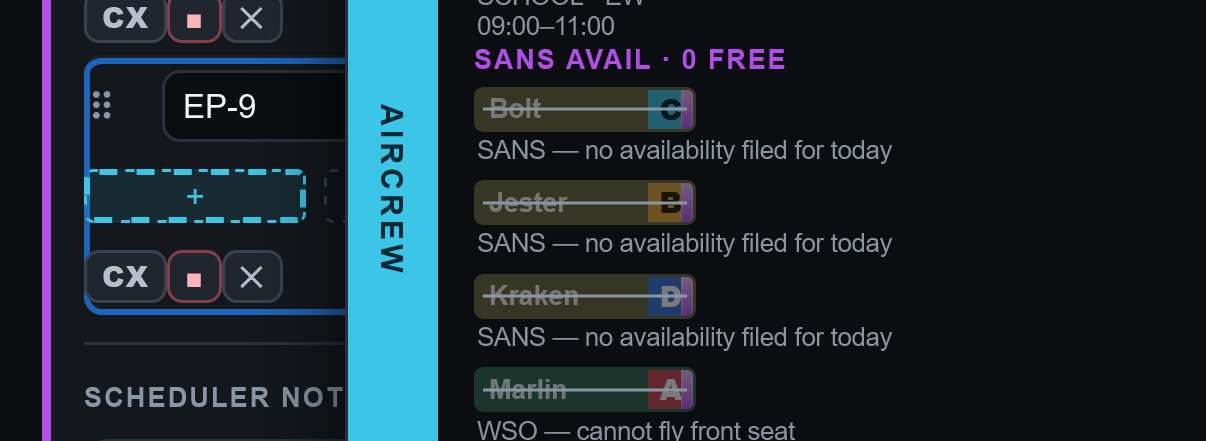 CX
EP-9
+
CX
SCHEDULER NOT
AIRCREW
09:00–11:00
SANS AVAIL · 0 FREE
Bolt C
SANS — no availability filed for today
Jester B
SANS — no availability filed for today
Kraken D
SANS — no availability filed for today
Marlin A
WSO — cannot fly front seat